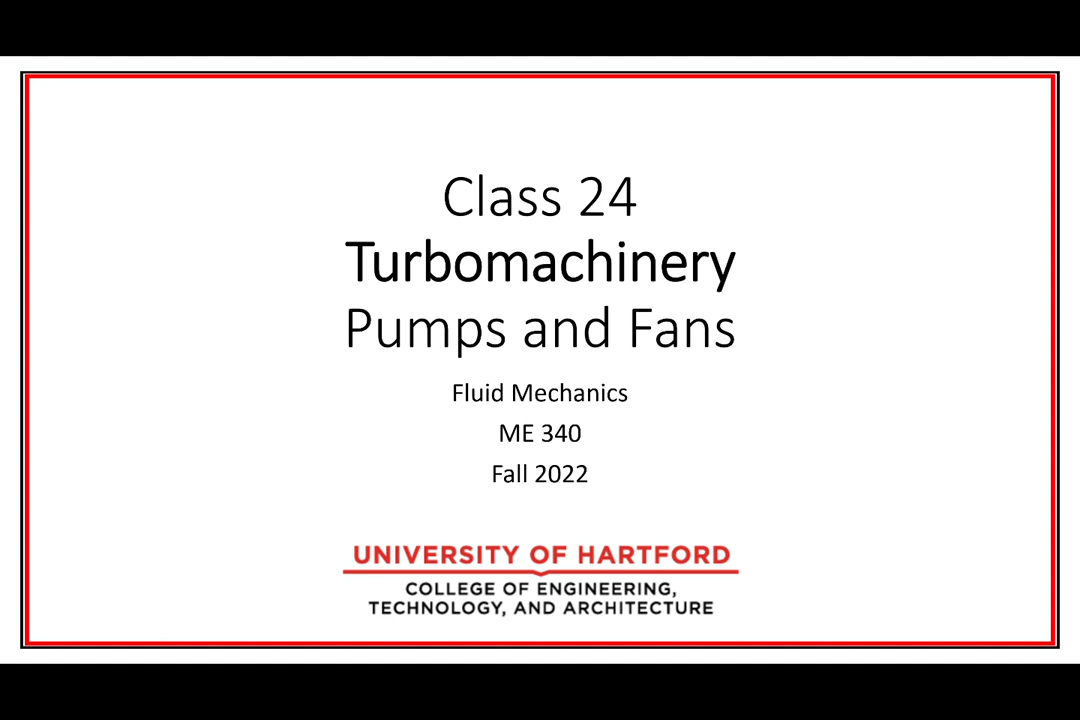 Class 24
Turbomachinery
Pumps and Fans
Fluid Mechanics
ME 340
Fall 2022
UNIVERSITY OF HARTFORD
COLLEGE OF ENGINEERING,
TECHNOLOGY, AND ARCHITECTURE